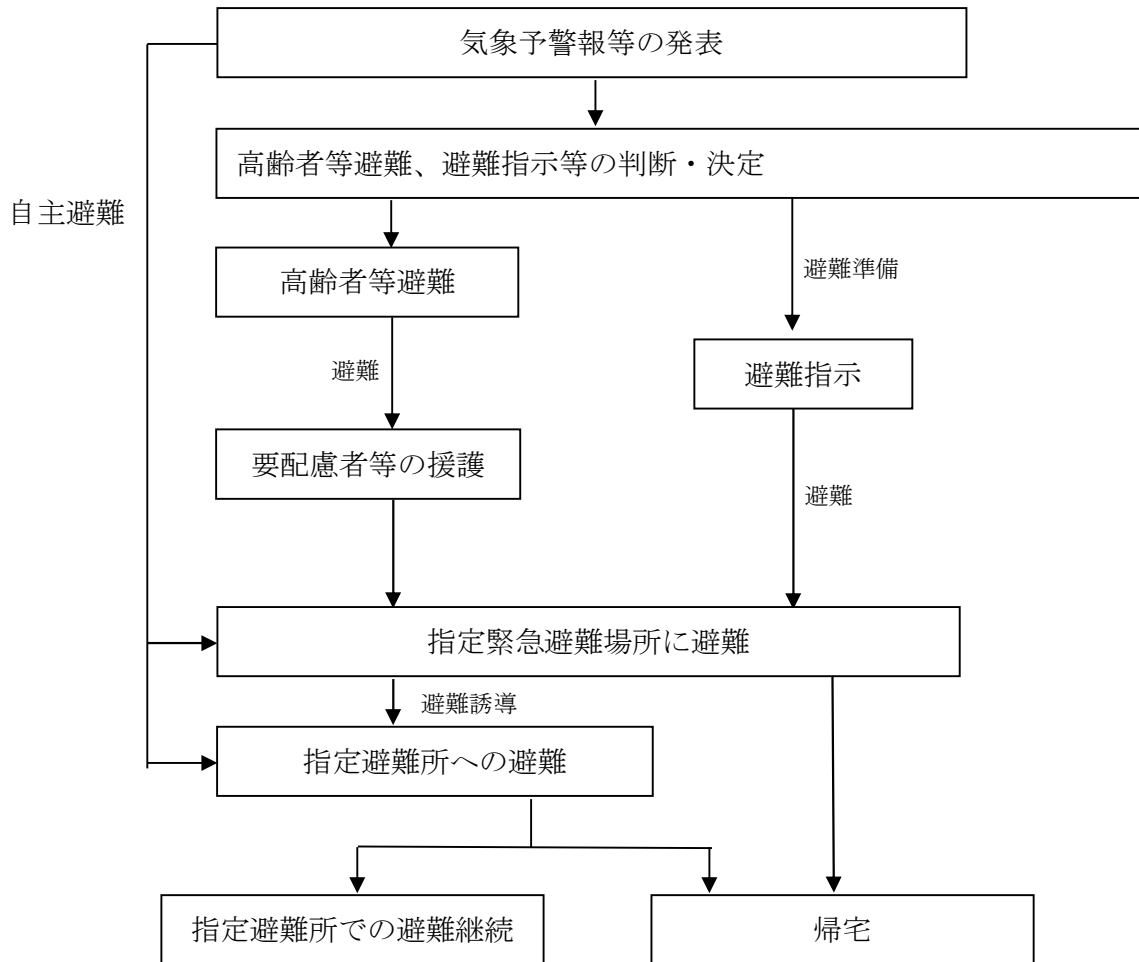 気象予警報等の発表
高齢者等避難、避難指示等の判断・決定
自主避難
高齢者等避難
避難準備
避難
避難指示
要配慮者等の援護
避難
指定緊急避難場所に避難
避難誘導
指定避難所への避難
指定避難所での避難継続
帰宅